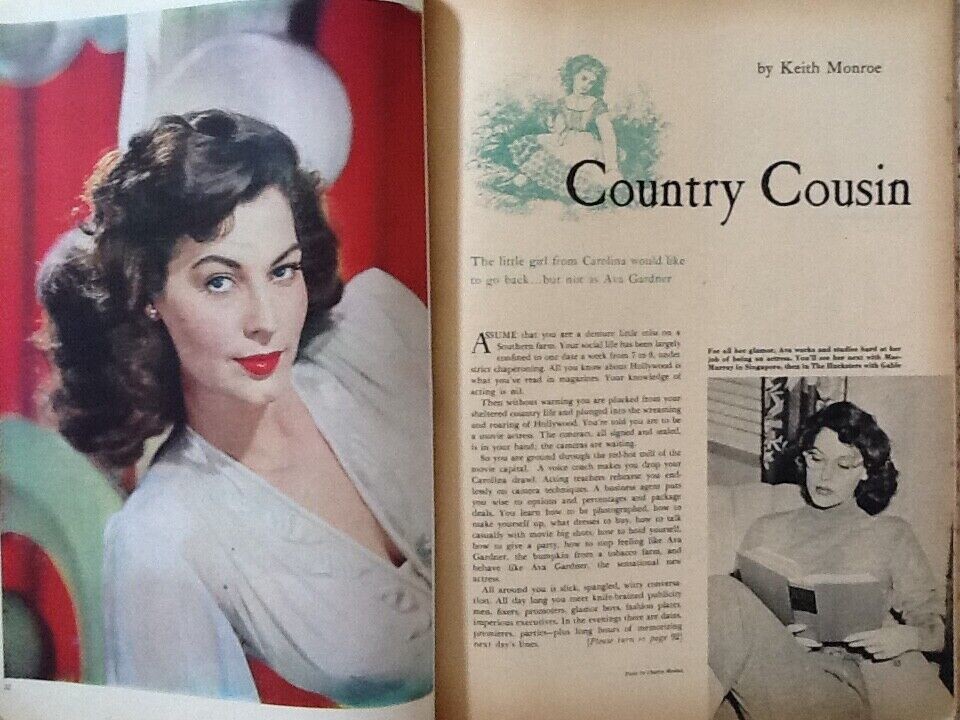 by Keith Monroe
Country Cousin
The little girl from Carolina would like
to go back...but not as Ava Gardner
ASSUME that you are a demure little miss on a
Southern farm. Your social life has been largely
confined to one date a week from 7 to 9, under
strict chaperoning. All you know about Hollywood is
what you've read in magazines. Your knowledge of
acting is nil.
Then without warning you are plucked from your
sheltered country life and plunged into the screaming
and roaring of Hollywood. You're told you are to be
a movie actress. The contract, all signed and sealed,
is in your hand; the cameras are waiting.
So you are ground through the red-hot mill of the
movie capital. A voice coach makes you drop your
Carolina drawl. Acting teachers rehearse you end-
lessly on camera techniques. A business agent puts
you wise to options and percentages and package
deals. You learn how to be photographed, how to
make yourself up, what dresses to buy, how to talk
casually with movie big shots, how to hold yourself,
how to give a party, how to stop feeling like Ava
Gardner, the bumpkin from a tobacco farm, and
behave like Ava Gardner, the sensational new
actress.
All around you is slick, spangled, witty conversa-
tion. All day long you meet knife-brained publicity
men, fixers, promoters, glamor boys, fashion plates,
imperious executives. In the evenings there are dates,
premieres, parties—plus long hours of memorizing
next day's lines. [Please turn to page 92]
For all her glamor, Ava works and studies hard at her
job of being an actress. You'll see her next with Mac-
Murray in Singapore, then in The Hucksters with Gable